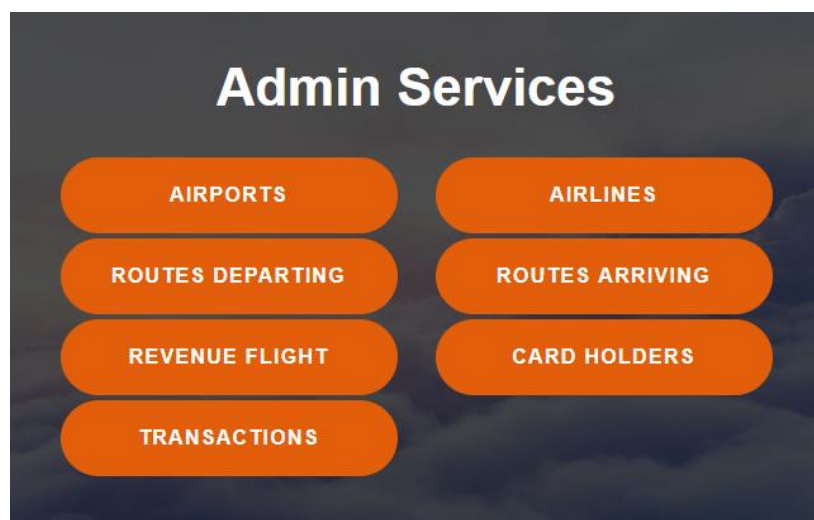 Admin Services
AIRPORTS
AIRLINES
ROUTES DEPARTING
ROUTES ARRIVING
REVENUE FLIGHT
CARD HOLDERS
TRANSACTIONS